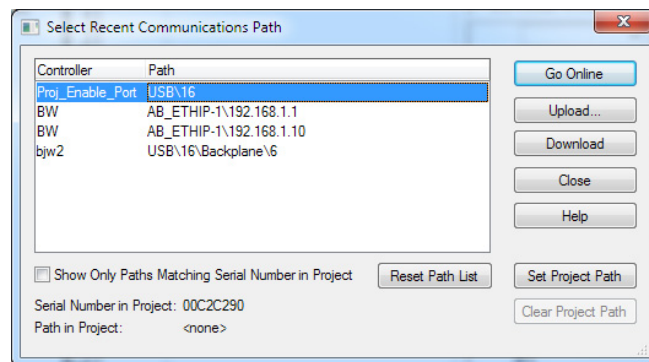 Select Recent Communications Path
Controller Path
Proj_Enable_Port USB\16
BW AB_ETHIP-1\192.168.1.1
BW AB_ETHIP-1\192.168.1.10
bjw2 USB\16\Backplane\6
Go Online
Upload...
Download
Close
Help
Show Only Paths Matching Serial Number in Project
Reset Path List
Set Project Path
Serial Number in Project: 00C2C290
Clear Project Path
Path in Project: <none>